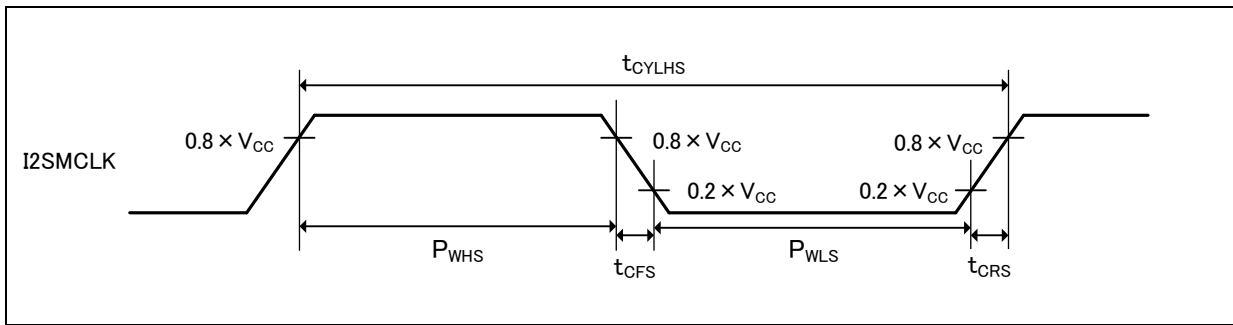 tCYLHS
0.8 × VCC
0.8 × VCC
0.8 × VCC
I2SMCLK
0.2 × VCC
0.2 × VCC
PWHS
tCFS
PWLS
tCRS